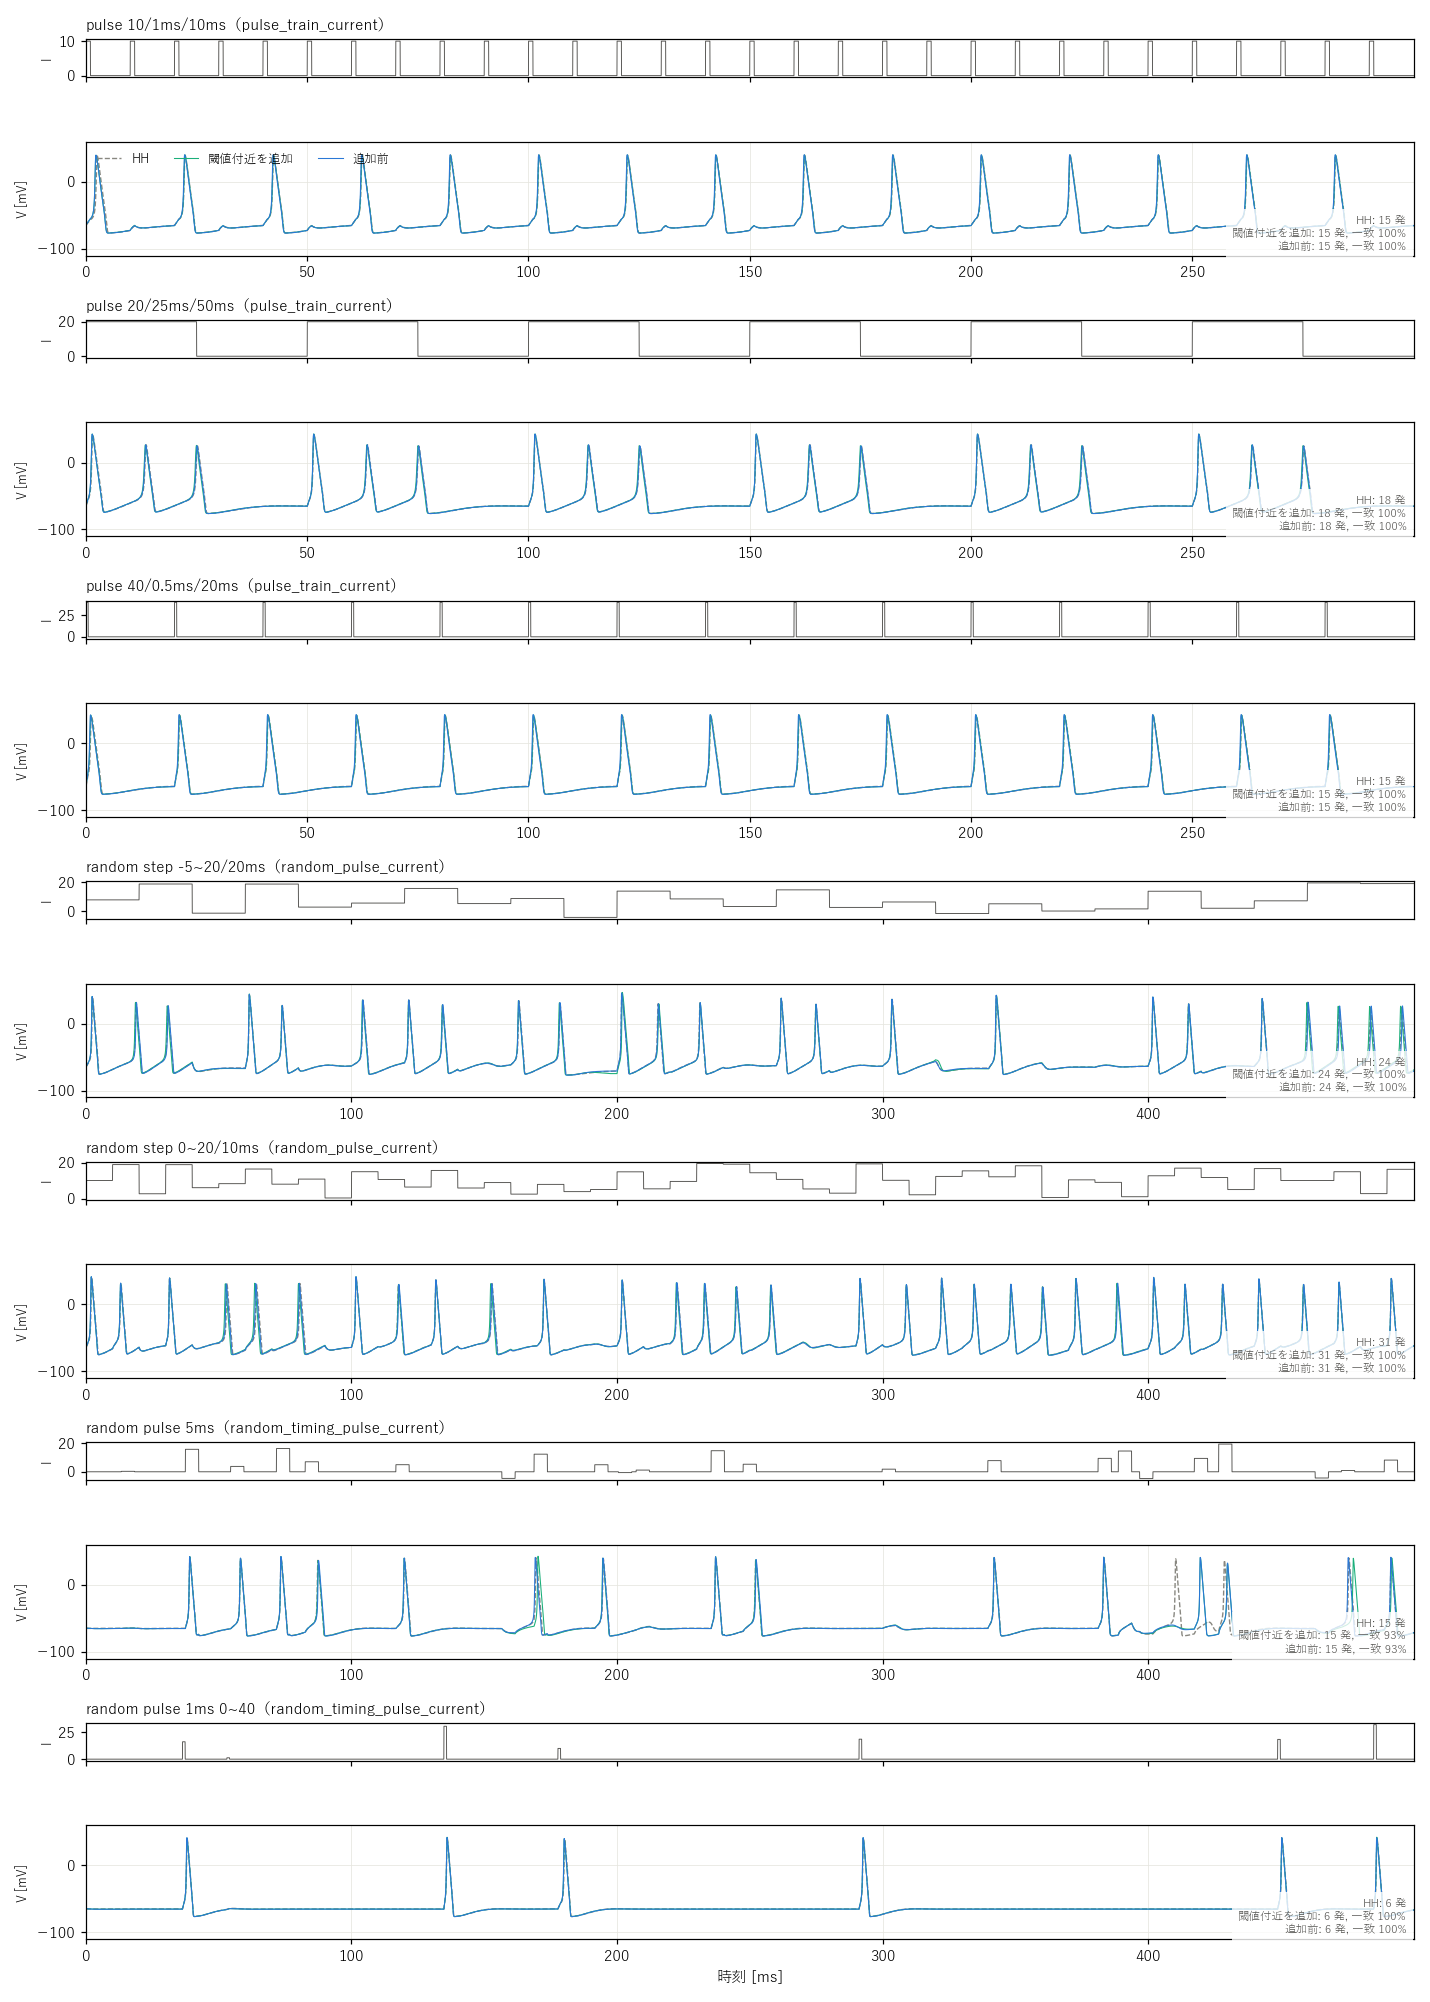 pulse 10/1ms/10ms（pulse_train_current）
10
0
I
HH 閾値付近を追加 追加前
0
−100
V [mV]
HH: 15 発
閾値付近を追加: 15 発, 一致 100%
追加前: 15 発, 一致 100%
0 50 100 150 200 250
pulse 20/25ms/50ms（pulse_train_current）
20
0
I
0
−100
V [mV]
HH: 18 発
閾値付近を追加: 18 発, 一致 100%
追加前: 18 発, 一致 100%
0 50 100 150 200 250
pulse 40/0.5ms/20ms（pulse_train_current）
25
0
I
0
−100
V [mV]
HH: 15 発
閾値付近を追加: 15 発, 一致 100%
追加前: 15 発, 一致 100%
0 50 100 150 200 250
random step -5~20/20ms（random_pulse_current）
20
0
I
0
−100
V [mV]
HH: 24 発
閾値付近を追加: 24 発, 一致 100%
追加前: 24 発, 一致 100%
0 100 200 300 400
random step 0~20/10ms（random_pulse_current）
20
0
I
0
−100
V [mV]
HH: 31 発
閾値付近を追加: 31 発, 一致 100%
追加前: 31 発, 一致 100%
0 100 200 300 400
random pulse 5ms（random_timing_pulse_current）
20
0
I
0
−100
V [mV]
HH: 15 発
閾値付近を追加: 15 発, 一致 93%
追加前: 15 発, 一致 93%
0 100 200 300 400
random pulse 1ms 0~40（random_timing_pulse_current）
25
0
I
0
−100
V [mV]
HH: 6 発
閾値付近を追加: 6 発, 一致 100%
追加前: 6 発, 一致 100%
0 100 200 300 400
時刻 [ms]